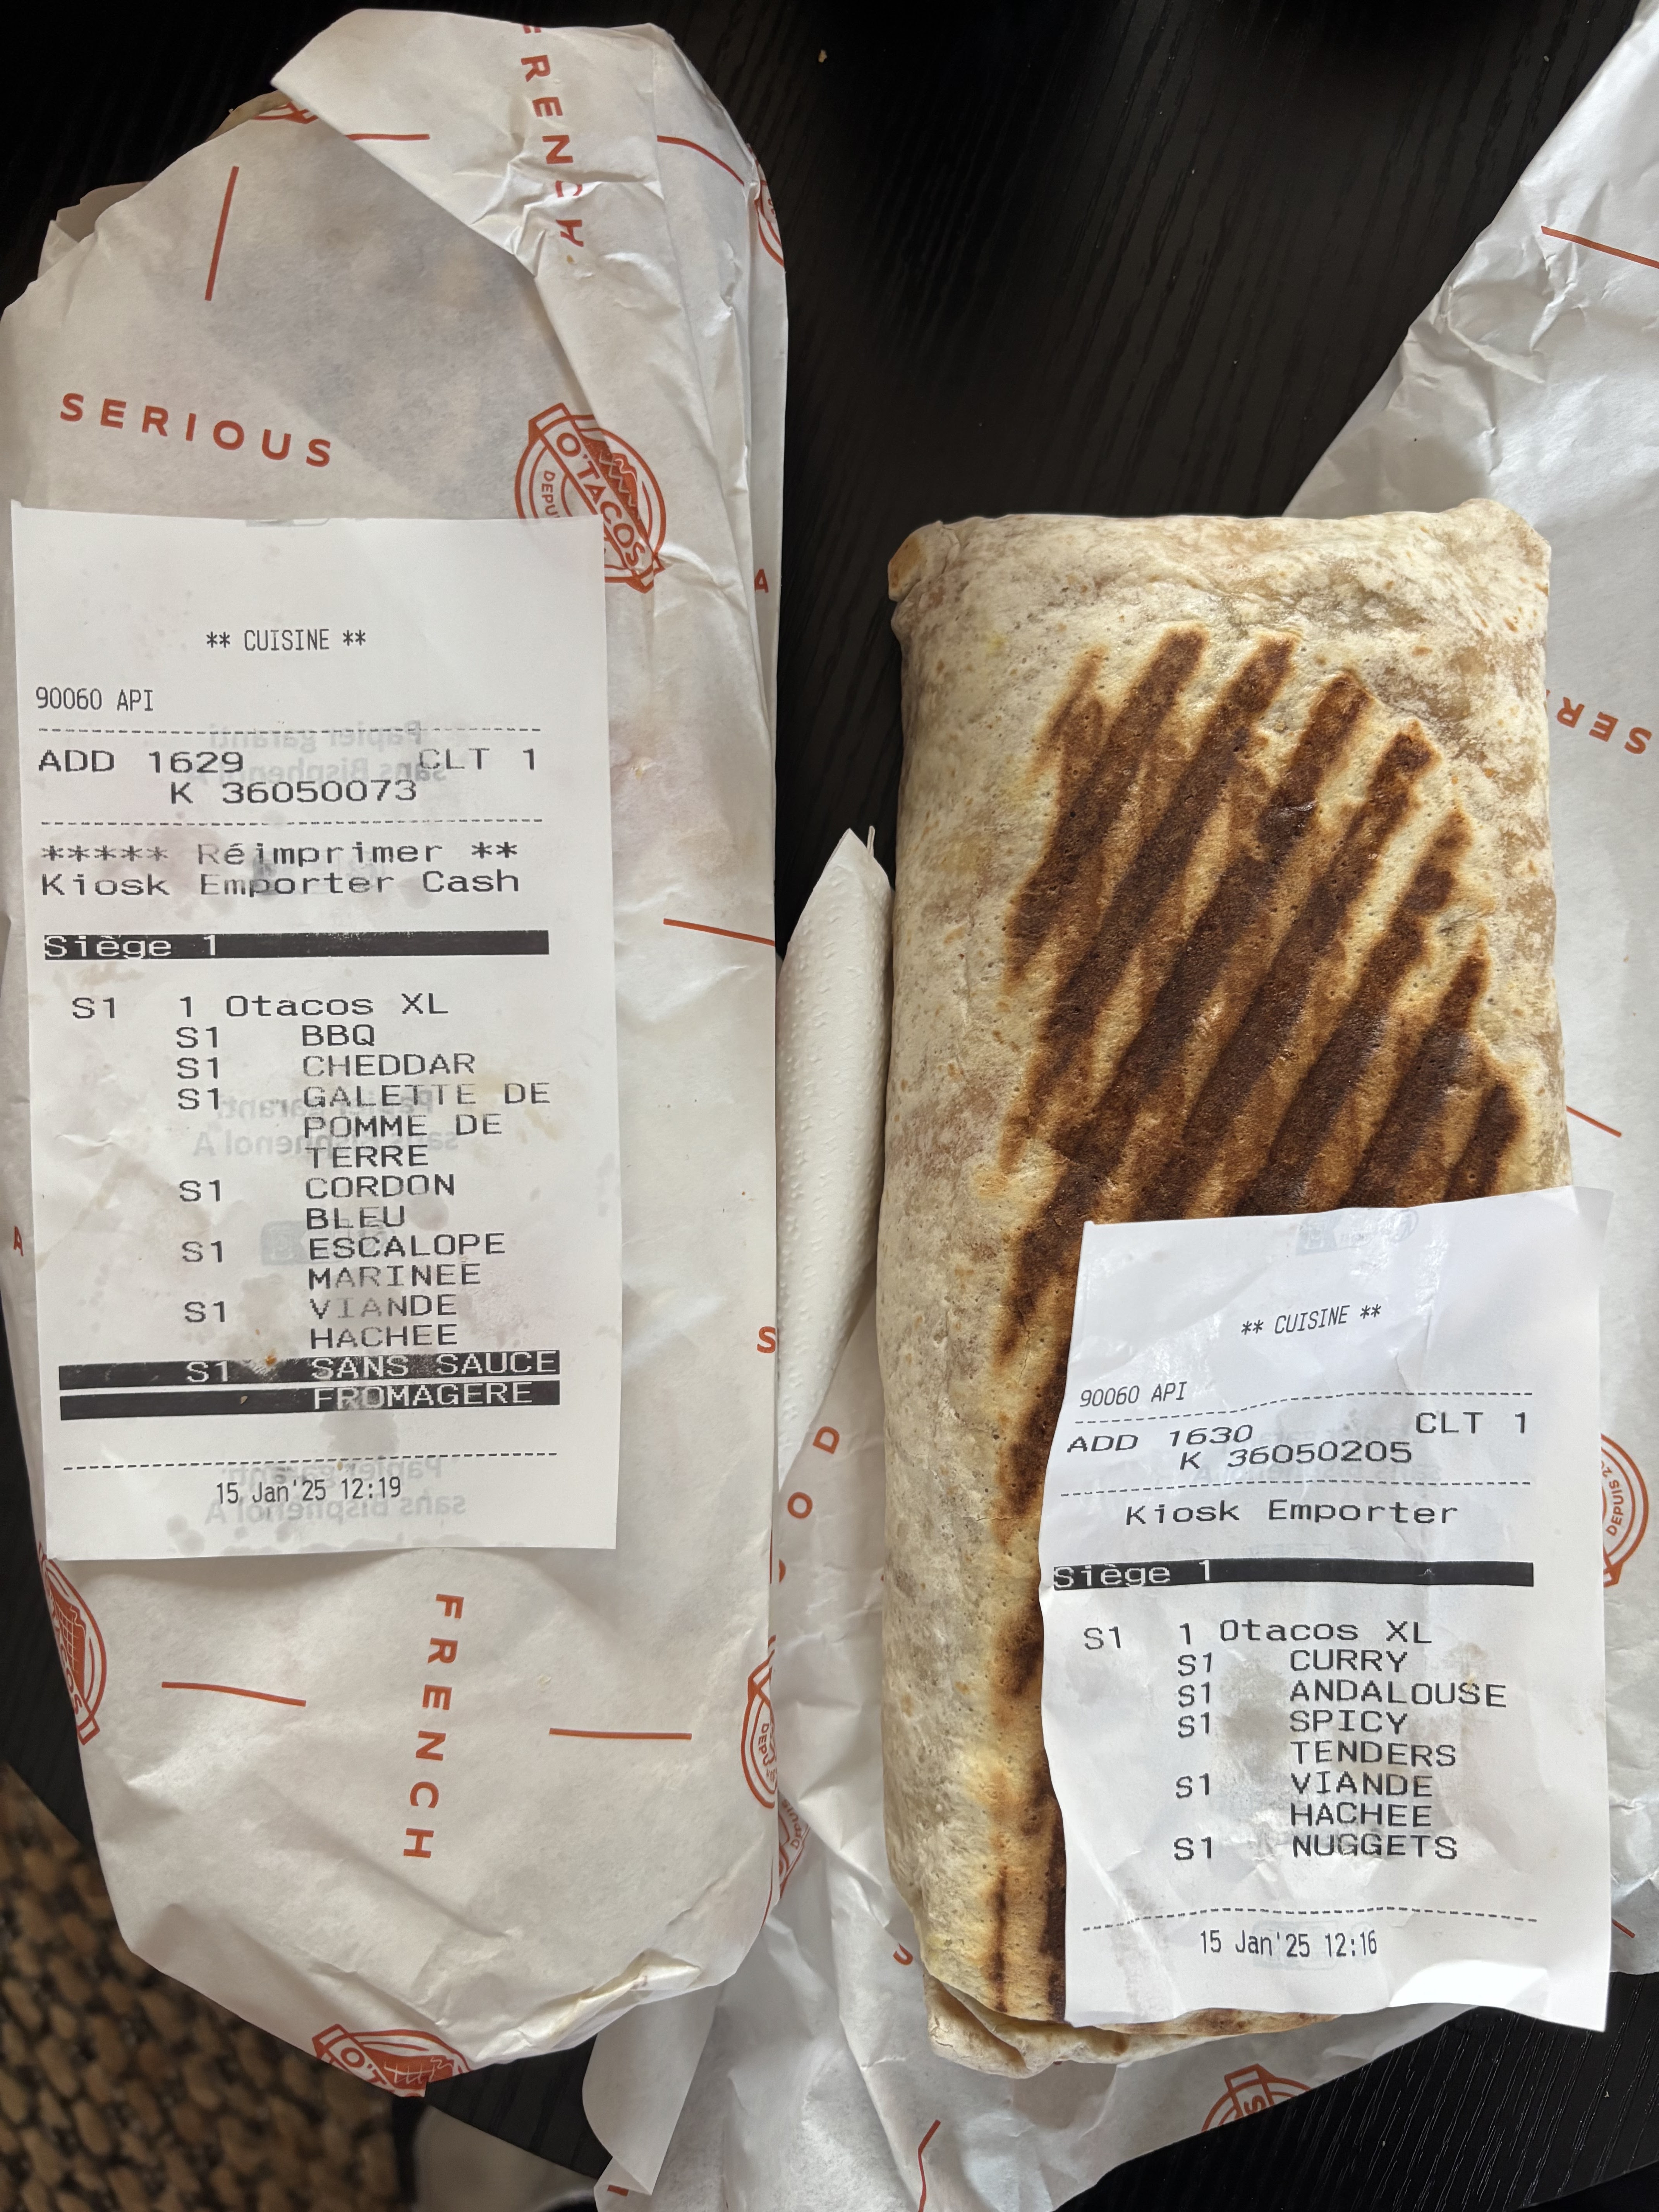 FRENCH
SERIOUS
O'TACOS
DEPU
** CUISINE **
90060 API
ADD 1629 CLT 1
K 36050073
***** Réimprimer **
Kiosk Emporter Cash
Siège 1
S1 1 Otacos XL
S1 BBQ
S1 CHEDDAR
S1 GALETTE DE
POMME DE
TERRE
S1 CORDON
BLEU
S1 ESCALOPE
MARINEE
S1 VIANDE
HACHEE
S1 SANS SAUCE
FROMAGERE
15 Jan'25 12:19
FRENCH
SER
** CUISINE **
90060 API
ADD 1630 CLT 1
K 36050205
Kiosk Emporter
Siège 1
S1 1 Otacos XL
S1 CURRY
S1 ANDALOUSE
S1 SPICY
TENDERS
S1 VIANDE
HACHEE
S1 NUGGETS
15 Jan'25 12:16
DEPUIS